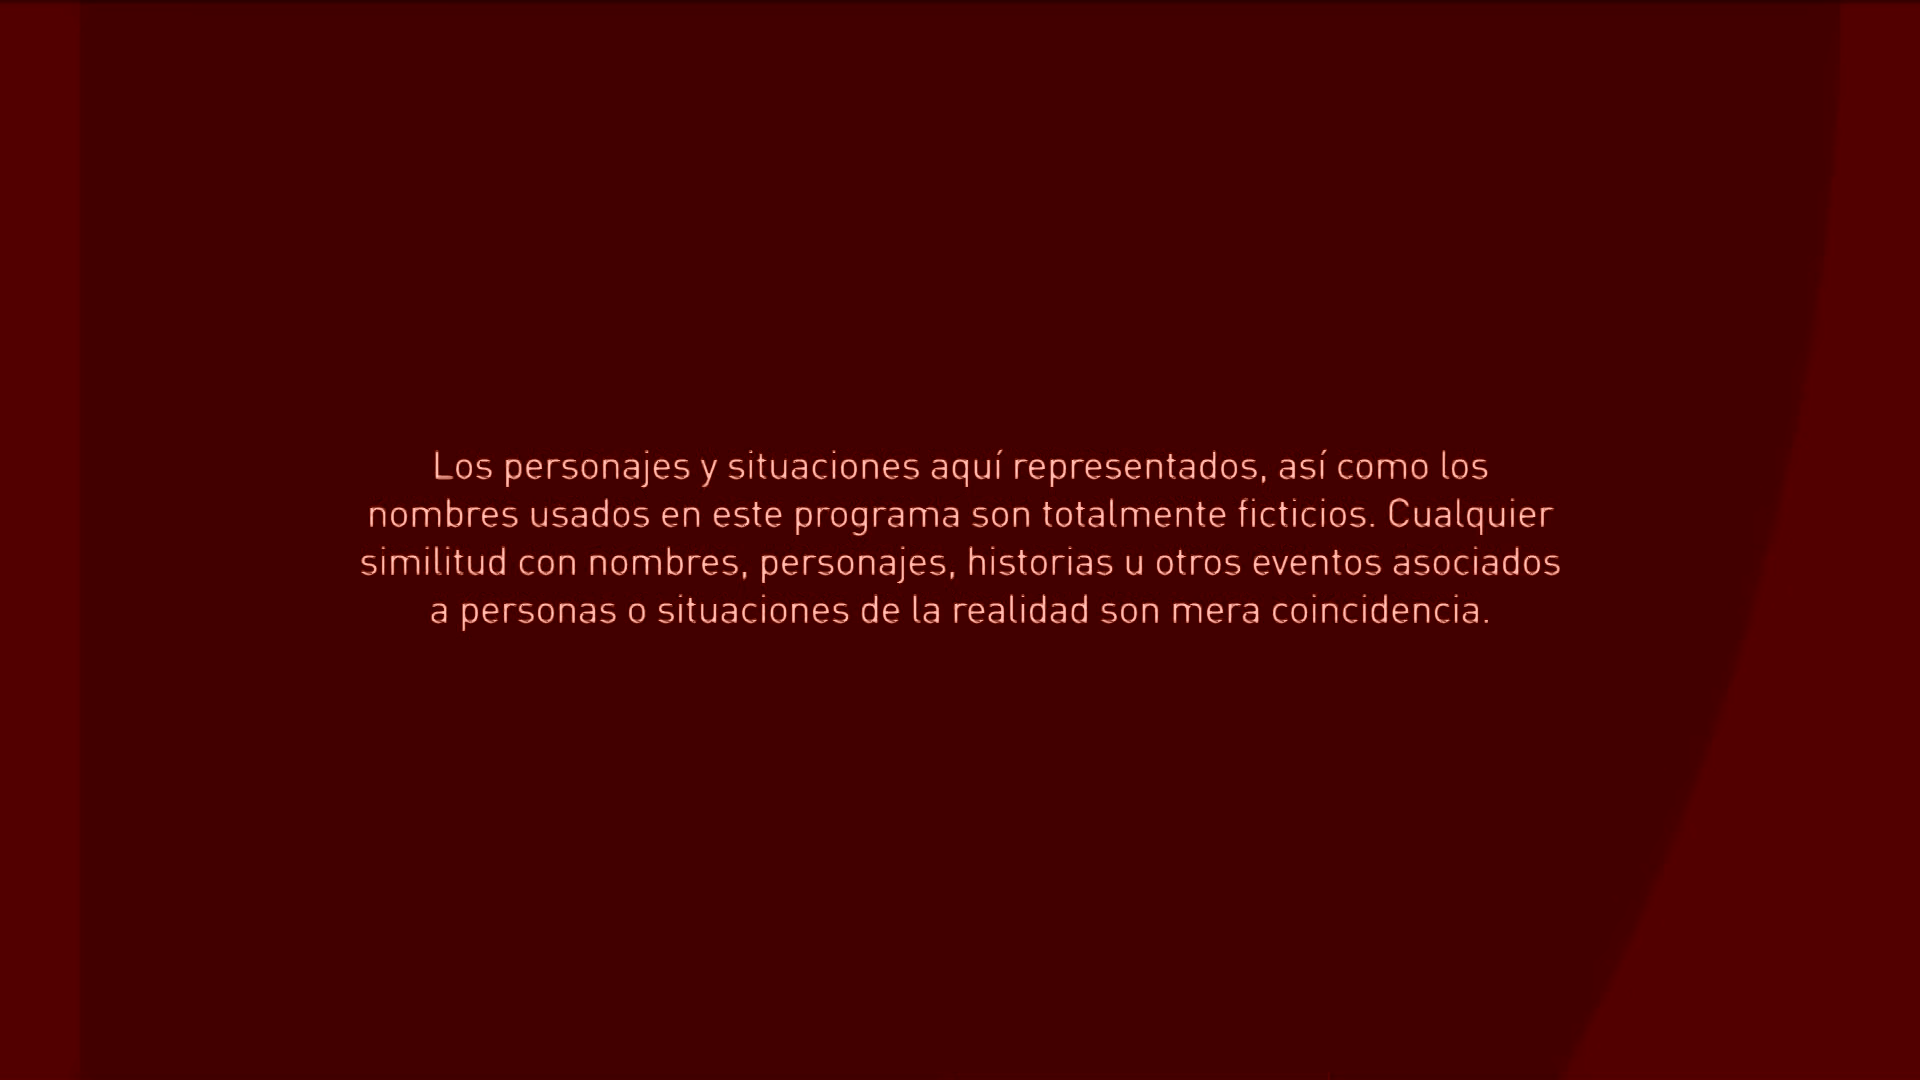 Los personajes y situaciones aquí representados, así como los
nombres usados en este programa son totalmente ficticios. Cualquier
similitud con nombres, personajes, historias u otros eventos asociados
a personas o situaciones de la realidad son mera coincidencia.